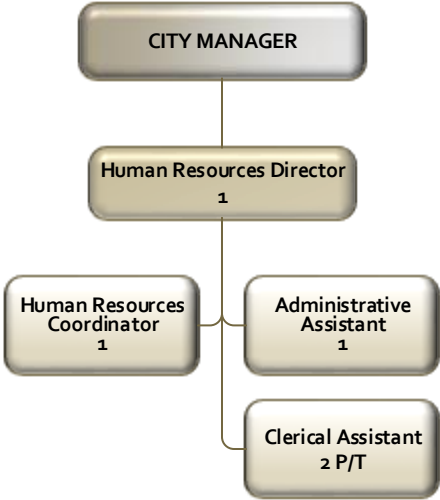 CITY MANAGER
Human Resources Director
1
Human Resources
Coordinator
1
Administrative
Assistant
1
Clerical Assistant
2 P/T